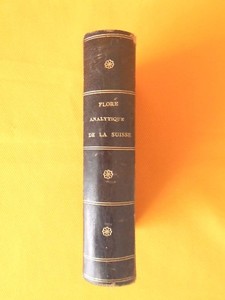 FLORE
ANALYTIQUE
DE LA SUISSE